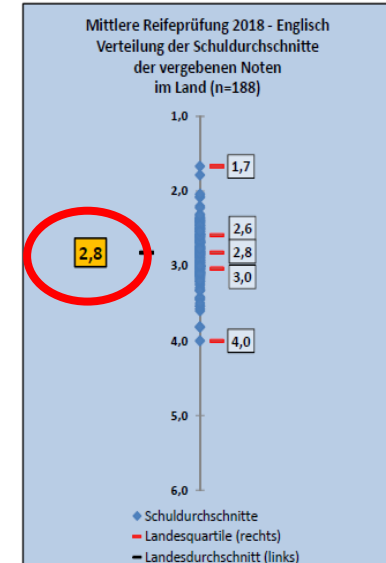 Mittlere Reifeprüfung 2018 - Englisch
Verteilung der Schuldurchschnitte
der vergebenen Noten
im Land (n=188)
1,0
1,7
2,0
2,6
2,8
2,8
3,0
3,0
4,0
4,0
5,0
6,0
Schuldurchschnitte
Landesquartile (rechts)
Landesdurchschnitt (links)